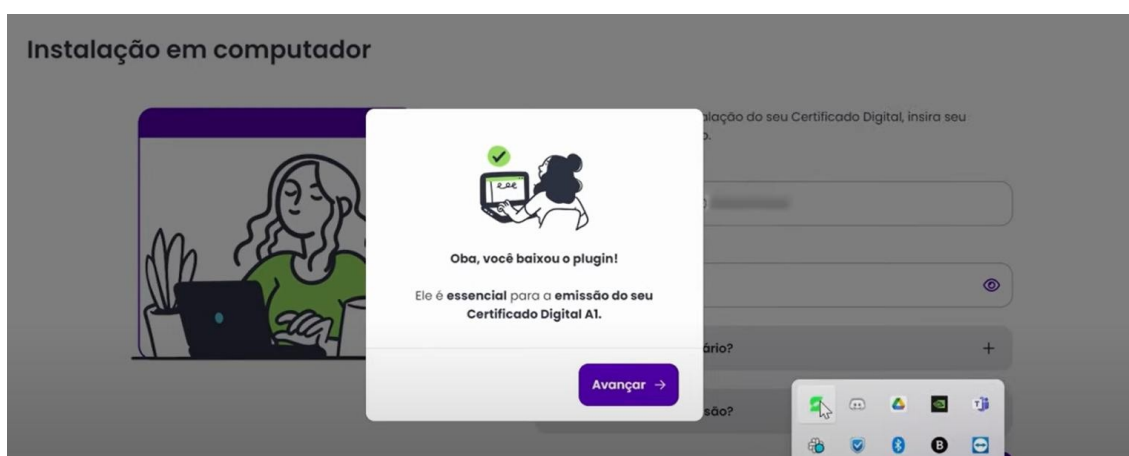 Instalação em computador
alação do seu Certificado Digital, insira seu
Oba, você baixou o plugin!
Ele é essencial para a emissão do seu
Certificado Digital A1.
ário?
Avançar →
são?